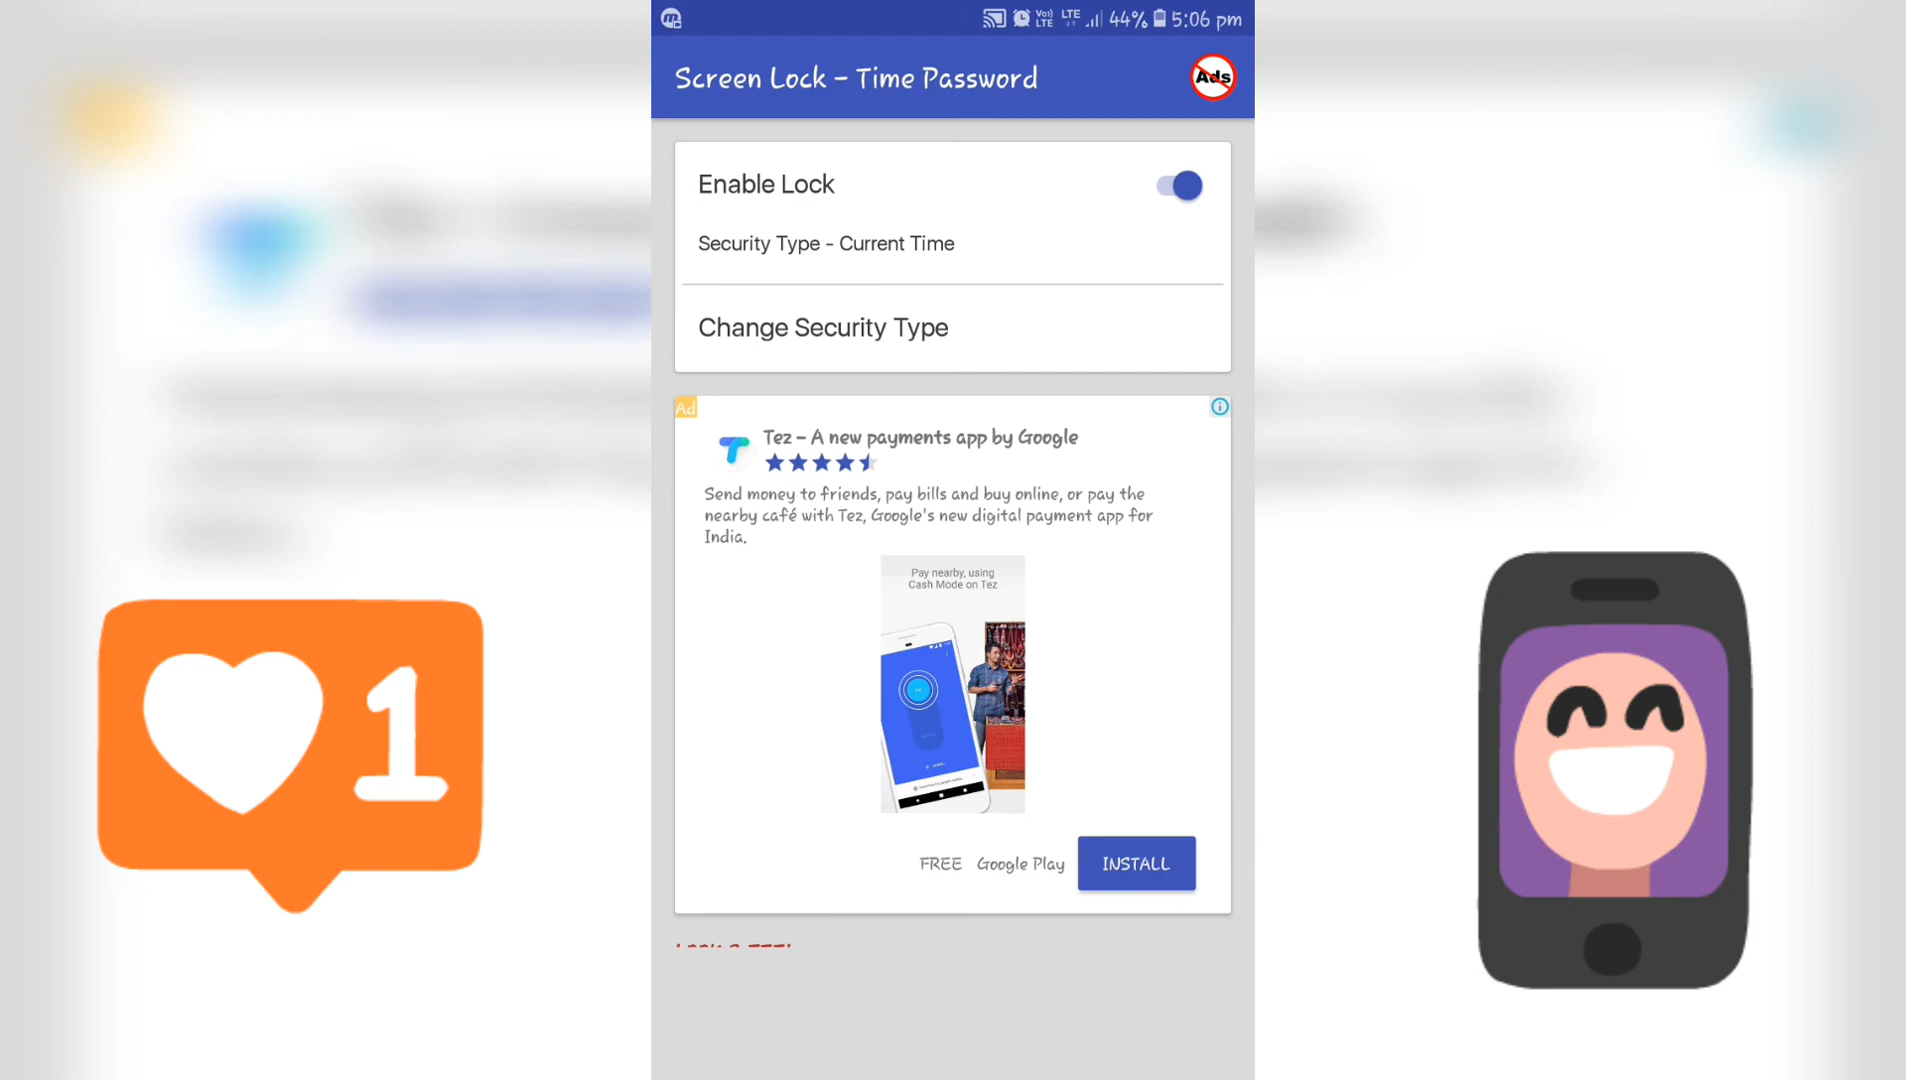 Vo)) LTE LTE 44% 5:06 pm
Screen Lock – Time Password
Ads
Enable Lock
Security Type - Current Time
Change Security Type
Ad
Tez – A new payments app by Google
Send money to friends, pay bills and buy online, or pay the
nearby café with Tez, Google's new digital payment app for
India.
Pay nearby, using
Cash Mode on Tez
FREE Google Play INSTALL
1